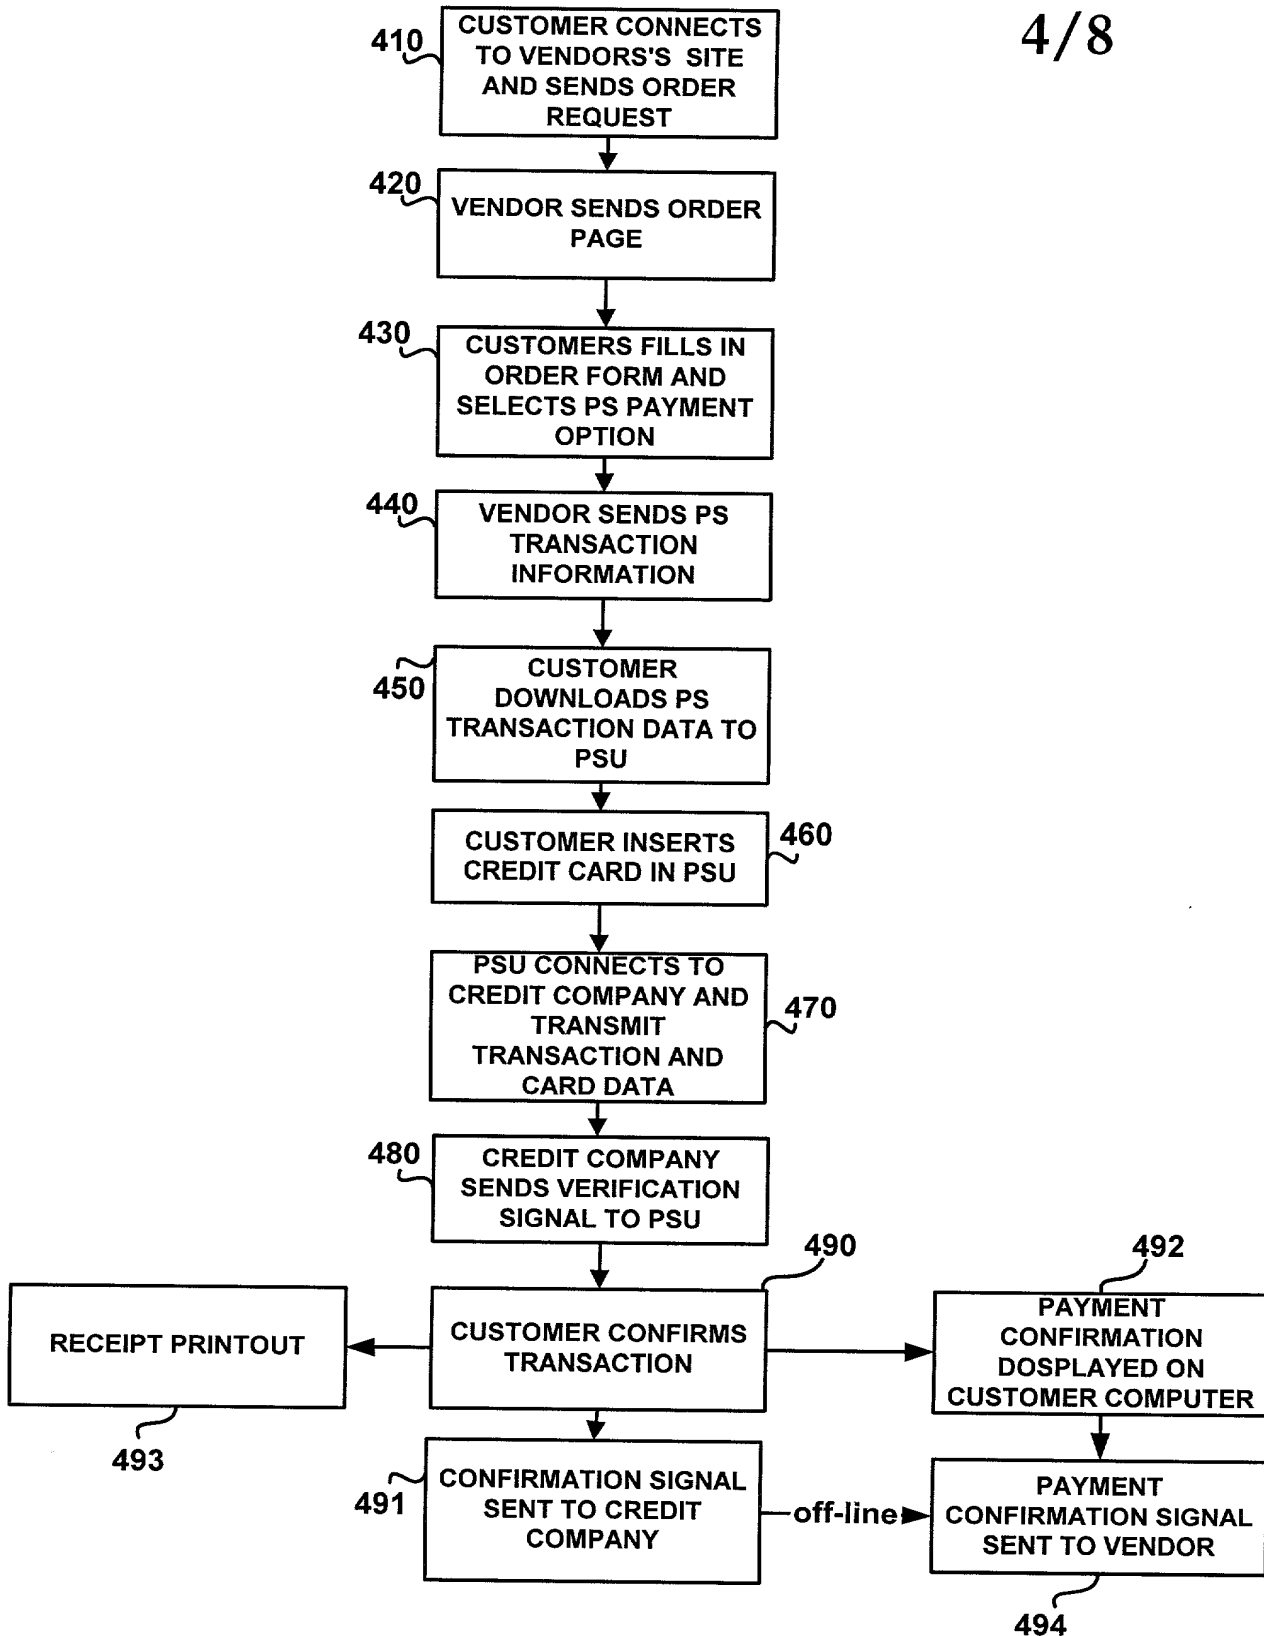 4/8
410
CUSTOMER CONNECTS
TO VENDORS'S SITE
AND SENDS ORDER
REQUEST
420
VENDOR SENDS ORDER
PAGE
430
CUSTOMERS FILLS IN
ORDER FORM AND
SELECTS PS PAYMENT
OPTION
440
VENDOR SENDS PS
TRANSACTION
INFORMATION
450
CUSTOMER
DOWNLOADS PS
TRANSACTION DATA TO
PSU
460
CUSTOMER INSERTS
CREDIT CARD IN PSU
470
PSU CONNECTS TO
CREDIT COMPANY AND
TRANSMIT
TRANSACTION AND
CARD DATA
480
CREDIT COMPANY
SENDS VERIFICATION
SIGNAL TO PSU
490
CUSTOMER CONFIRMS
TRANSACTION
RECEIPT PRINTOUT
493
492
PAYMENT
CONFIRMATION
DOSPLAYED ON
CUSTOMER COMPUTER
491
CONFIRMATION SIGNAL
SENT TO CREDIT
COMPANY
off-line
PAYMENT
CONFIRMATION SIGNAL
SENT TO VENDOR
494